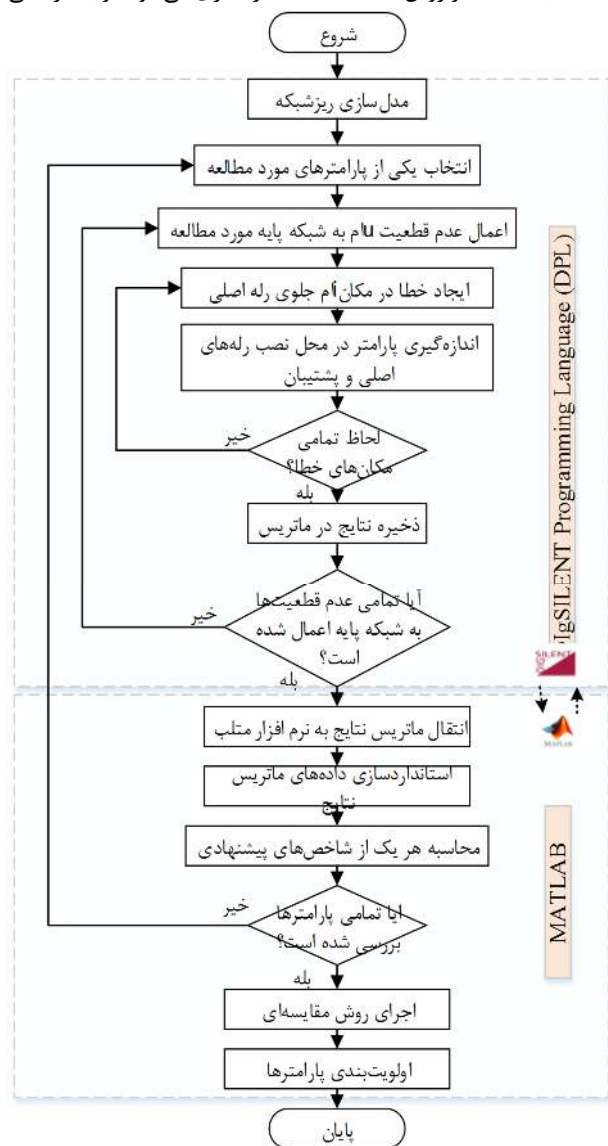 شروع
مدل‌سازی ریزشبکه
انتخاب یکی از پارامترهای مورد مطالعه
اعمال عدم قطعیت uام به شبکه پایه مورد مطالعه
ایجاد خطا در مکان fام جلوی رله اصلی
اندازه‌گیری پارامتر در محل نصب رله‌های
اصلی و پشتیبان
لحاظ تمامی
مکان‌های خطا؟
خیر
بله
ذخیره نتایج در ماتریس
آیا تمامی عدم قطعیت‌ها
به شبکه پایه اعمال شده
است؟
خیر
بله
IgSILENT Programming Language (DPL)
SILENT
انتقال ماتریس نتایج به نرم افزار متلب
استانداردسازی داده‌های ماتریس
نتایج
محاسبه هر یک از شاخص‌های پیشنهادی
ایا تمامی پارامترها
بررسی شده است؟
خیر
بله
MatLab
MATLAB
اجرای روش مقایسه‌ای
اولویت‌بندی پارامترها
پایان